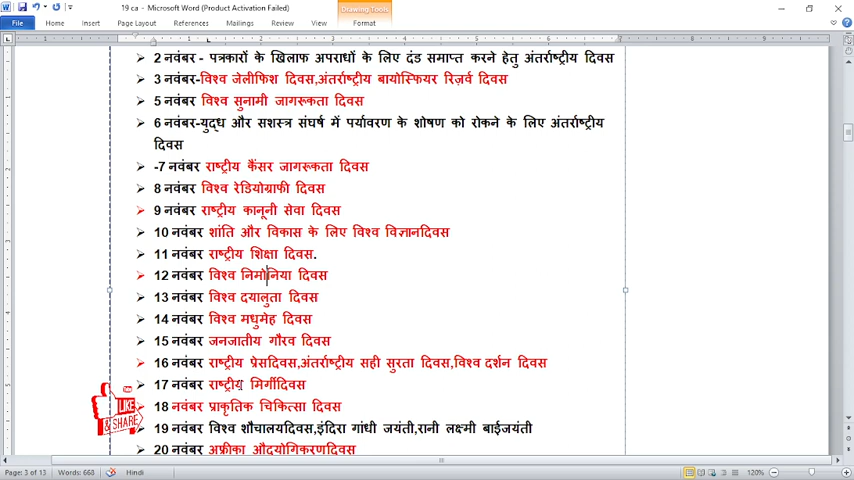 19 ca - Microsoft Word (Product Activation Failed)
Drawing Tools
File Home Insert Page Layout References Mailings Review View Format
2 नवंबर - पत्रकारों के खिलाफ अपराधों के लिए दंड समाप्त करने हेतु अंतर्राष्ट्रीय दिवस
3 नवंबर-विश्व जेलीफिश दिवस,अंतर्राष्ट्रीय बायोस्फियर रिज़र्व दिवस
5 नवंबर विश्व सुनामी जागरूकता दिवस
6 नवंबर-युद्ध और सशस्त्र संघर्ष में पर्यावरण के शोषण को रोकने के लिए अंतर्राष्ट्रीय
दिवस
-7 नवंबर राष्ट्रीय कैंसर जागरूकता दिवस
8 नवंबर विश्व रेडियोग्राफी दिवस
9 नवंबर राष्ट्रीय कानूनी सेवा दिवस
10 नवंबर शांति और विकास के लिए विश्व विज्ञानदिवस
11 नवंबर राष्ट्रीय शिक्षा दिवस.
12 नवंबर विश्व निमोनिया दिवस
13 नवंबर विश्व दयालुता दिवस
14 नवंबर विश्व मधुमेह दिवस
15 नवंबर जनजातीय गौरव दिवस
16 नवंबर राष्ट्रीय प्रेसदिवस,अंतर्राष्ट्रीय सही सुरता दिवस,विश्व दर्शन दिवस
17 नवंबर राष्ट्रीय मिर्गीदिवस
18 नवंबर प्राकृतिक चिकित्सा दिवस
19 नवंबर विश्व शौचालयदिवस,इंदिरा गांधी जयंती,रानी लक्ष्मी बाईजयंती
20 नवंबर अफ्रीका औद्योगिकरणदिवस
LIKE
& SHARE
Page: 3 of 13 Words: 668 Hindi 120%